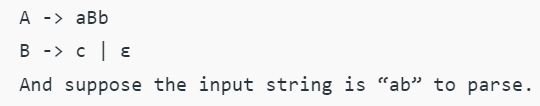 A -> aBb
B -> c | ε
And suppose the input string is “ab” to parse.